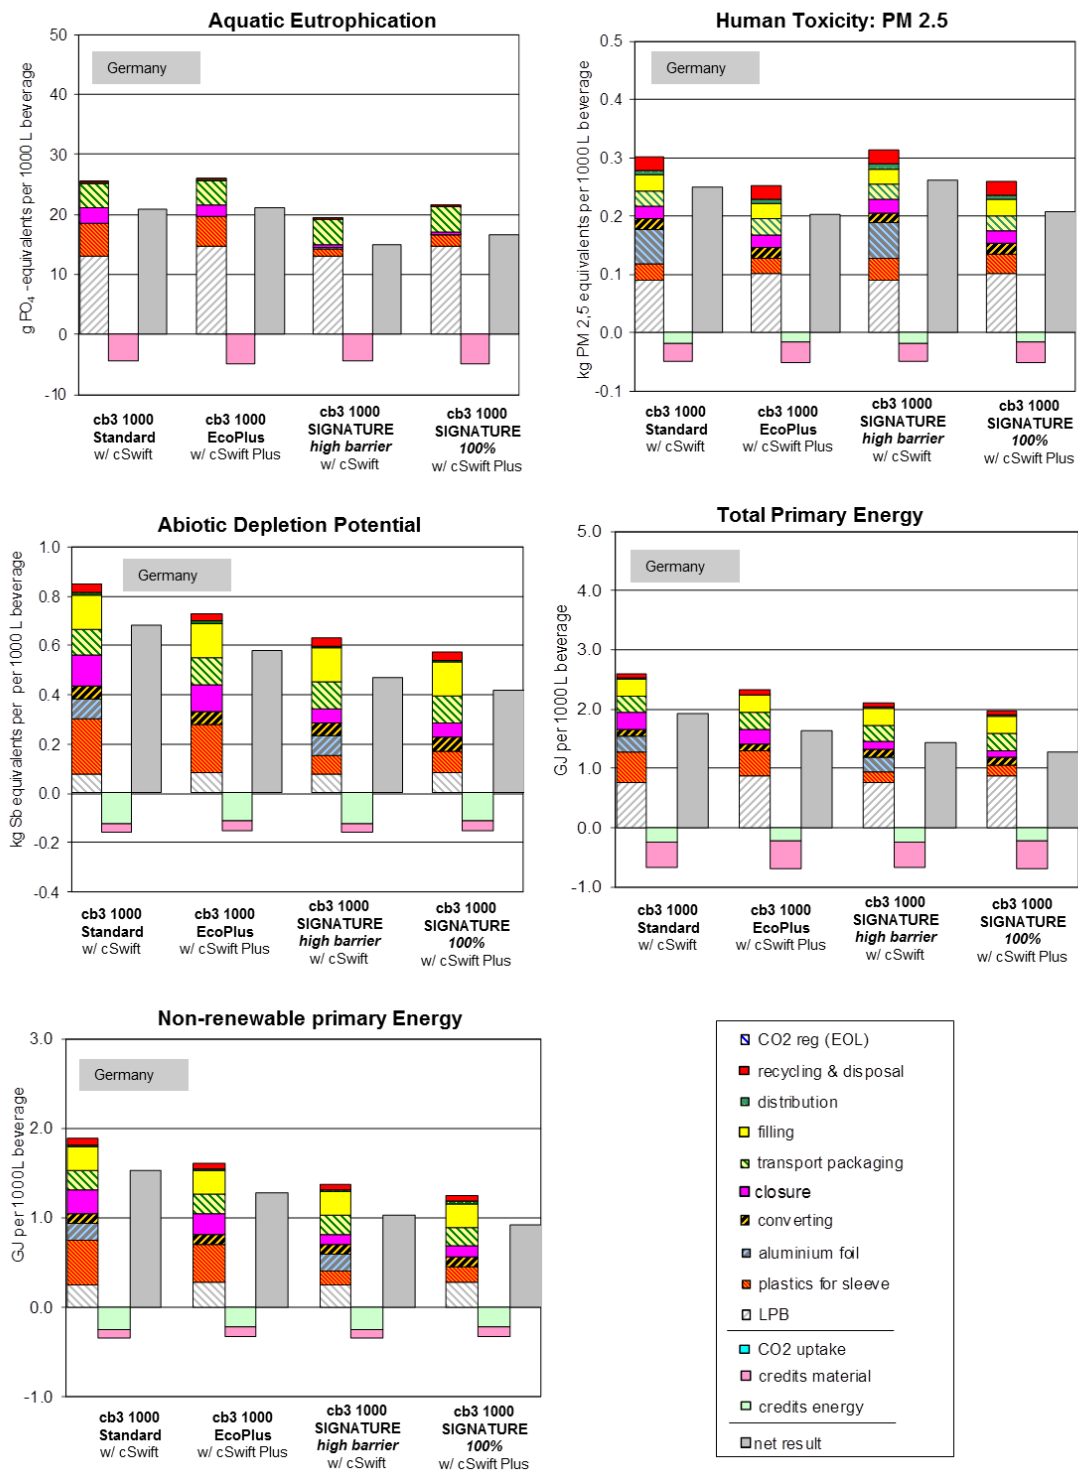 Aquatic Eutrophication
50
40
30
20
10
0
-10
g PO4 -equivalents per 1000 L beverage
Germany
cb3 1000
Standard
w/ cSwift
cb3 1000
EcoPlus
w/ cSwift Plus
cb3 1000
SIGNATURE
high barrier
w/ cSwift
cb3 1000
SIGNATURE
100%
w/ cSwift Plus
Human Toxicity: PM 2.5
0.5
0.4
0.3
0.2
0.1
0.0
-0.1
kg PM 2,5 equivalents per 1000L beverage
Germany
cb3 1000
Standard
w/ cSwift
cb3 1000
EcoPlus
w/ cSwift Plus
cb3 1000
SIGNATURE
high barrier
w/ cSwift
cb3 1000
SIGNATURE
100%
w/ cSwift Plus
Abiotic Depletion Potential
1.0
0.8
0.6
0.4
0.2
0.0
-0.2
-0.4
kg Sb equivalents per per 1000 L beverage
Germany
cb3 1000
Standard
w/ cSwift
cb3 1000
EcoPlus
w/ cSwift Plus
cb3 1000
SIGNATURE
high barrier
w/ cSwift
cb3 1000
SIGNATURE
100%
w/ cSwift Plus
Total Primary Energy
5.0
4.0
3.0
2.0
1.0
0.0
-1.0
GJ per 1000L beverage
Germany
cb3 1000
Standard
w/ cSwift
cb3 1000
EcoPlus
w/ cSwift Plus
cb3 1000
SIGNATURE
high barrier
w/ cSwift
cb3 1000
SIGNATURE
100%
w/ cSwift Plus
Non-renewable primary Energy
3.0
2.0
1.0
0.0
-1.0
GJ per 1000L beverage
Germany
cb3 1000
Standard
w/ cSwift
cb3 1000
EcoPlus
w/ cSwift Plus
cb3 1000
SIGNATURE
high barrier
w/ cSwift
cb3 1000
SIGNATURE
100%
w/ cSwift Plus
CO2 reg (EOL)
recycling & disposal
distribution
filling
transport packaging
closure
converting
aluminium foil
plastics for sleeve
LPB
CO2 uptake
credits material
credits energy
net result